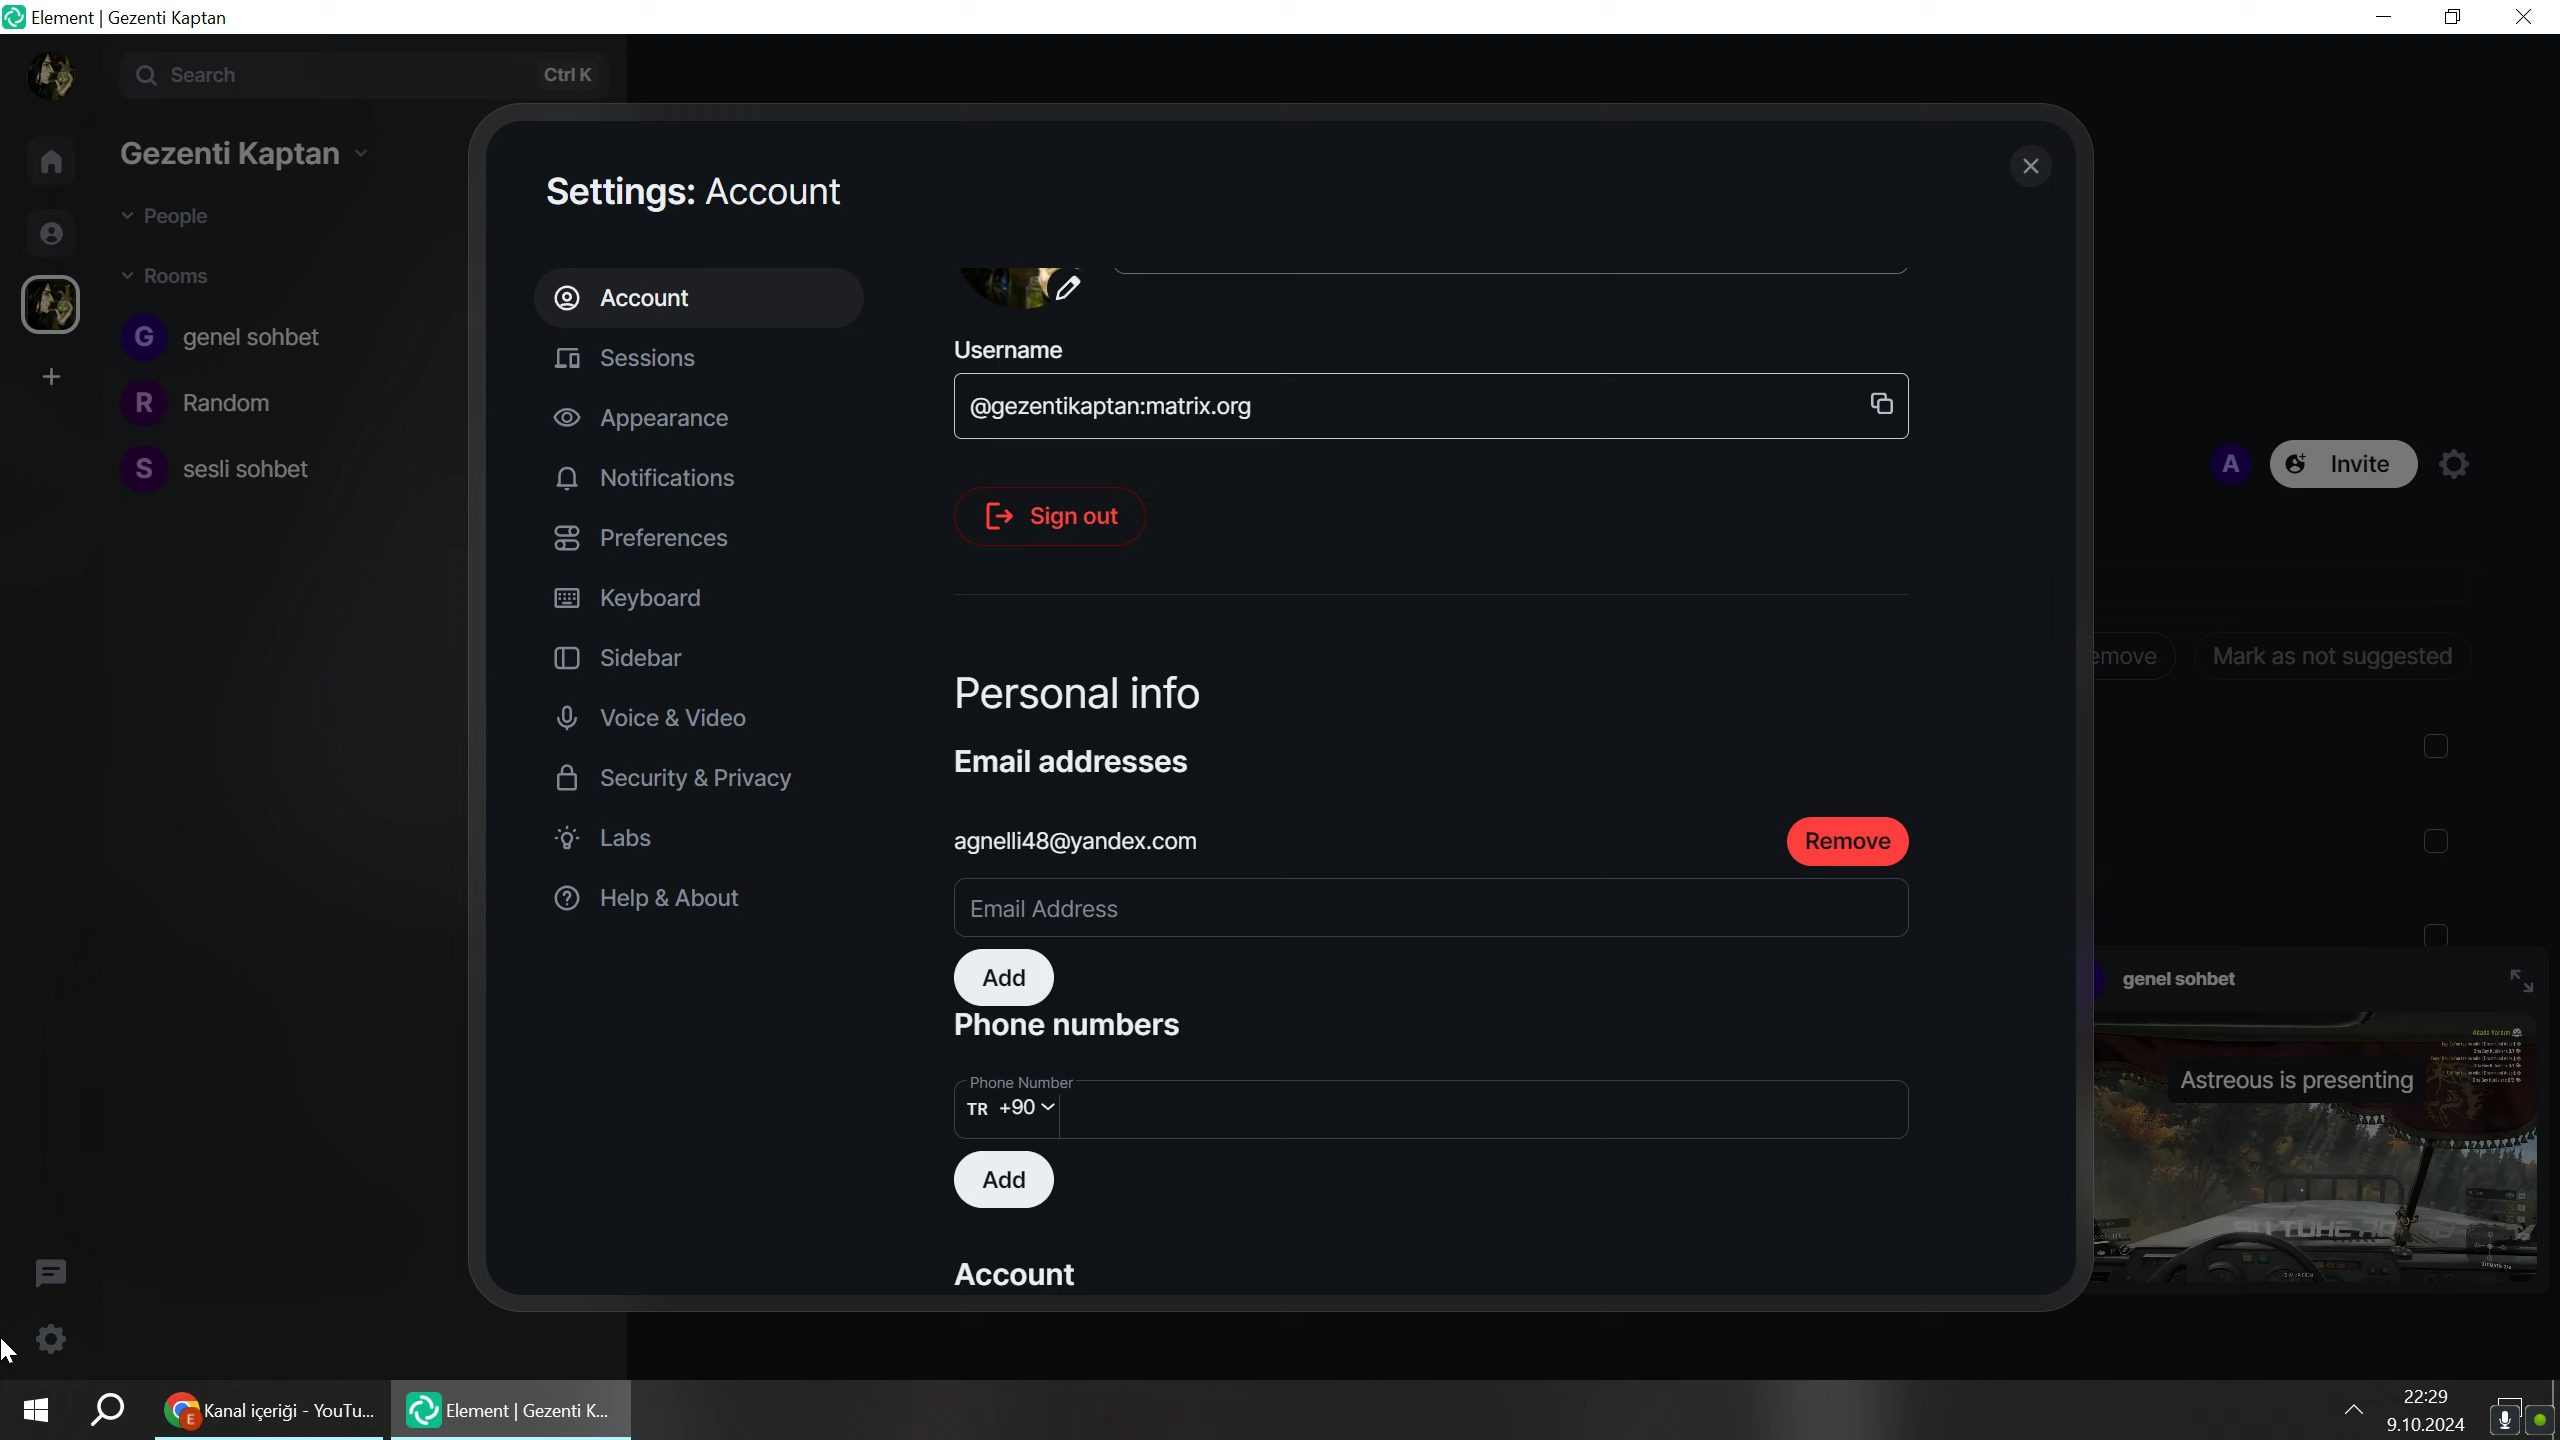 Element | Gezenti Kaptan
Search
Ctrl K
Gezenti Kaptan
People
Rooms
G genel sohbet
R Random
S sesli sohbet
Settings: Account
Account
Sessions
Appearance
Notifications
Preferences
Keyboard
Sidebar
Voice & Video
Security & Privacy
Labs
Help & About
Username
@gezentikaptan:matrix.org
Sign out
Personal info
Email addresses
agnelli48@yandex.com
Remove
Email Address
Add
Phone numbers
Phone Number
TR +90
Add
Account
A
Invite
emove
Mark as not suggested
genel sohbet
Astreous is presenting
E
Kanal içeriği - YouTu...
Element | Gezenti K...
22:29
9.10.2024